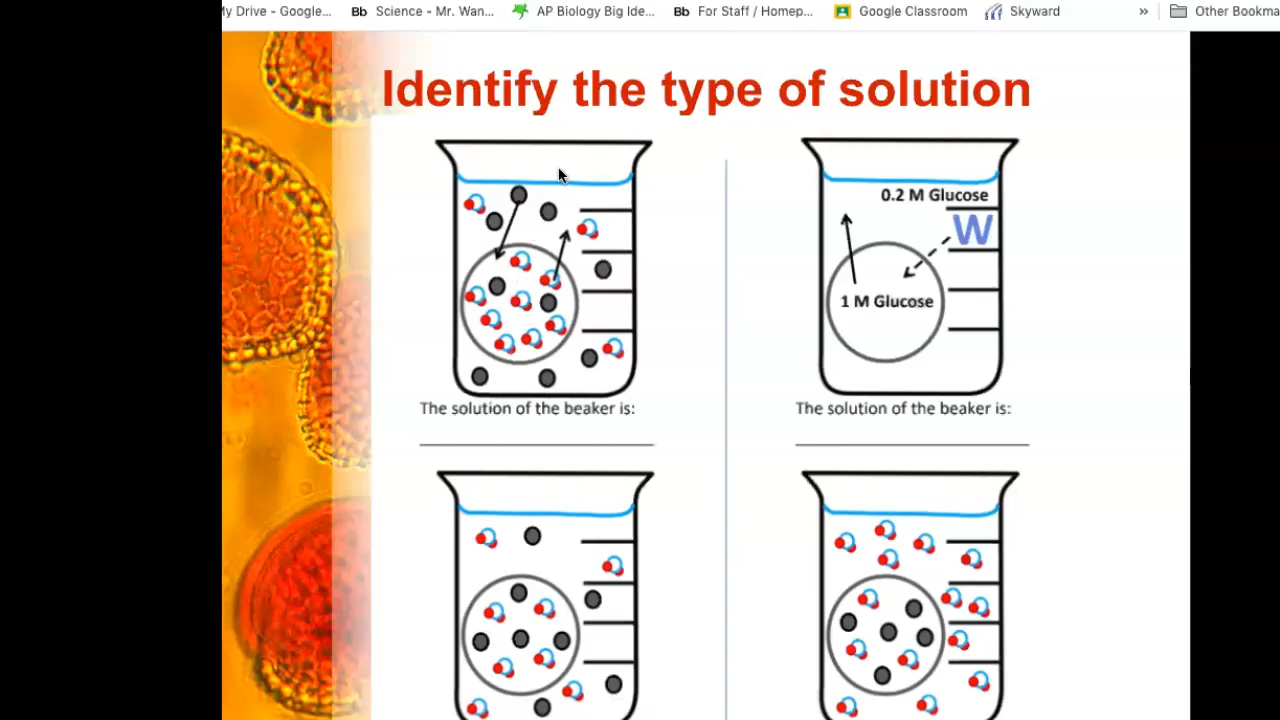 My Drive - Google... Bb Science - Mr. Wan... AP Biology Big Ide... Bb For Staff / Homep... Google Classroom Skyward » Other Bookma
Identify the type of solution
0.2 M Glucose
W
1 M Glucose
The solution of the beaker is:
The solution of the beaker is: